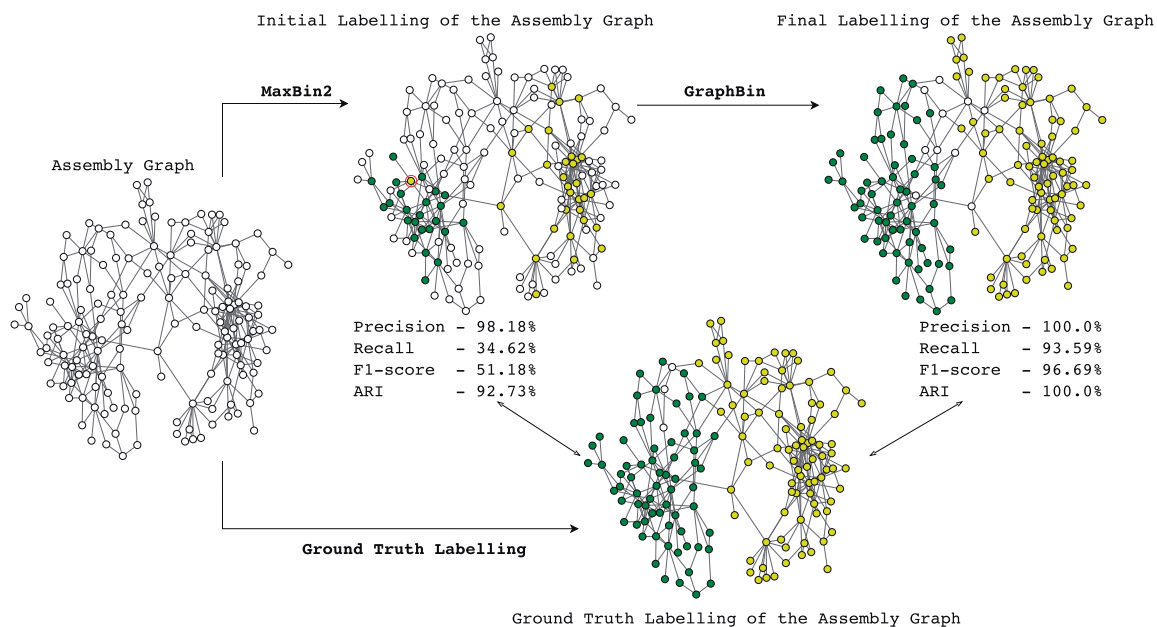 Initial Labelling of the Assembly Graph
Final Labelling of the Assembly Graph
MaxBin2
GraphBin
Assembly Graph
Precision - 98.18%
Recall - 34.62%
F1-score - 51.18%
ARI - 92.73%
Precision - 100.0%
Recall - 93.59%
F1-score - 96.69%
ARI - 100.0%
Ground Truth Labelling
Ground Truth Labelling of the Assembly Graph